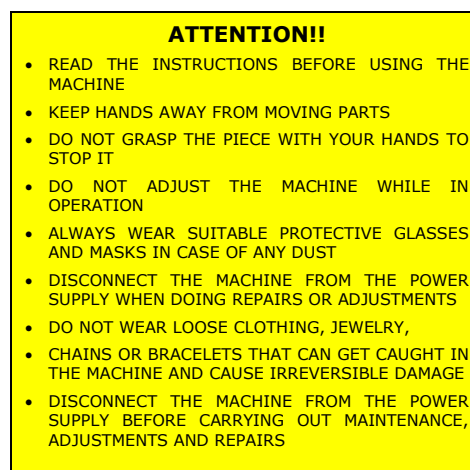 ATTENTION!!
• READ THE INSTRUCTIONS BEFORE USING THE
MACHINE
• KEEP HANDS AWAY FROM MOVING PARTS
• DO NOT GRASP THE PIECE WITH YOUR HANDS TO
STOP IT
• DO NOT ADJUST THE MACHINE WHILE IN
OPERATION
• ALWAYS WEAR SUITABLE PROTECTIVE GLASSES
AND MASKS IN CASE OF ANY DUST
• DISCONNECT THE MACHINE FROM THE POWER
SUPPLY WHEN DOING REPAIRS OR ADJUSTMENTS
• DO NOT WEAR LOOSE CLOTHING, JEWELRY,
• CHAINS OR BRACELETS THAT CAN GET CAUGHT IN
THE MACHINE AND CAUSE IRREVERSIBLE DAMAGE
• DISCONNECT THE MACHINE FROM THE POWER
SUPPLY BEFORE CARRYING OUT MAINTENANCE,
ADJUSTMENTS AND REPAIRS